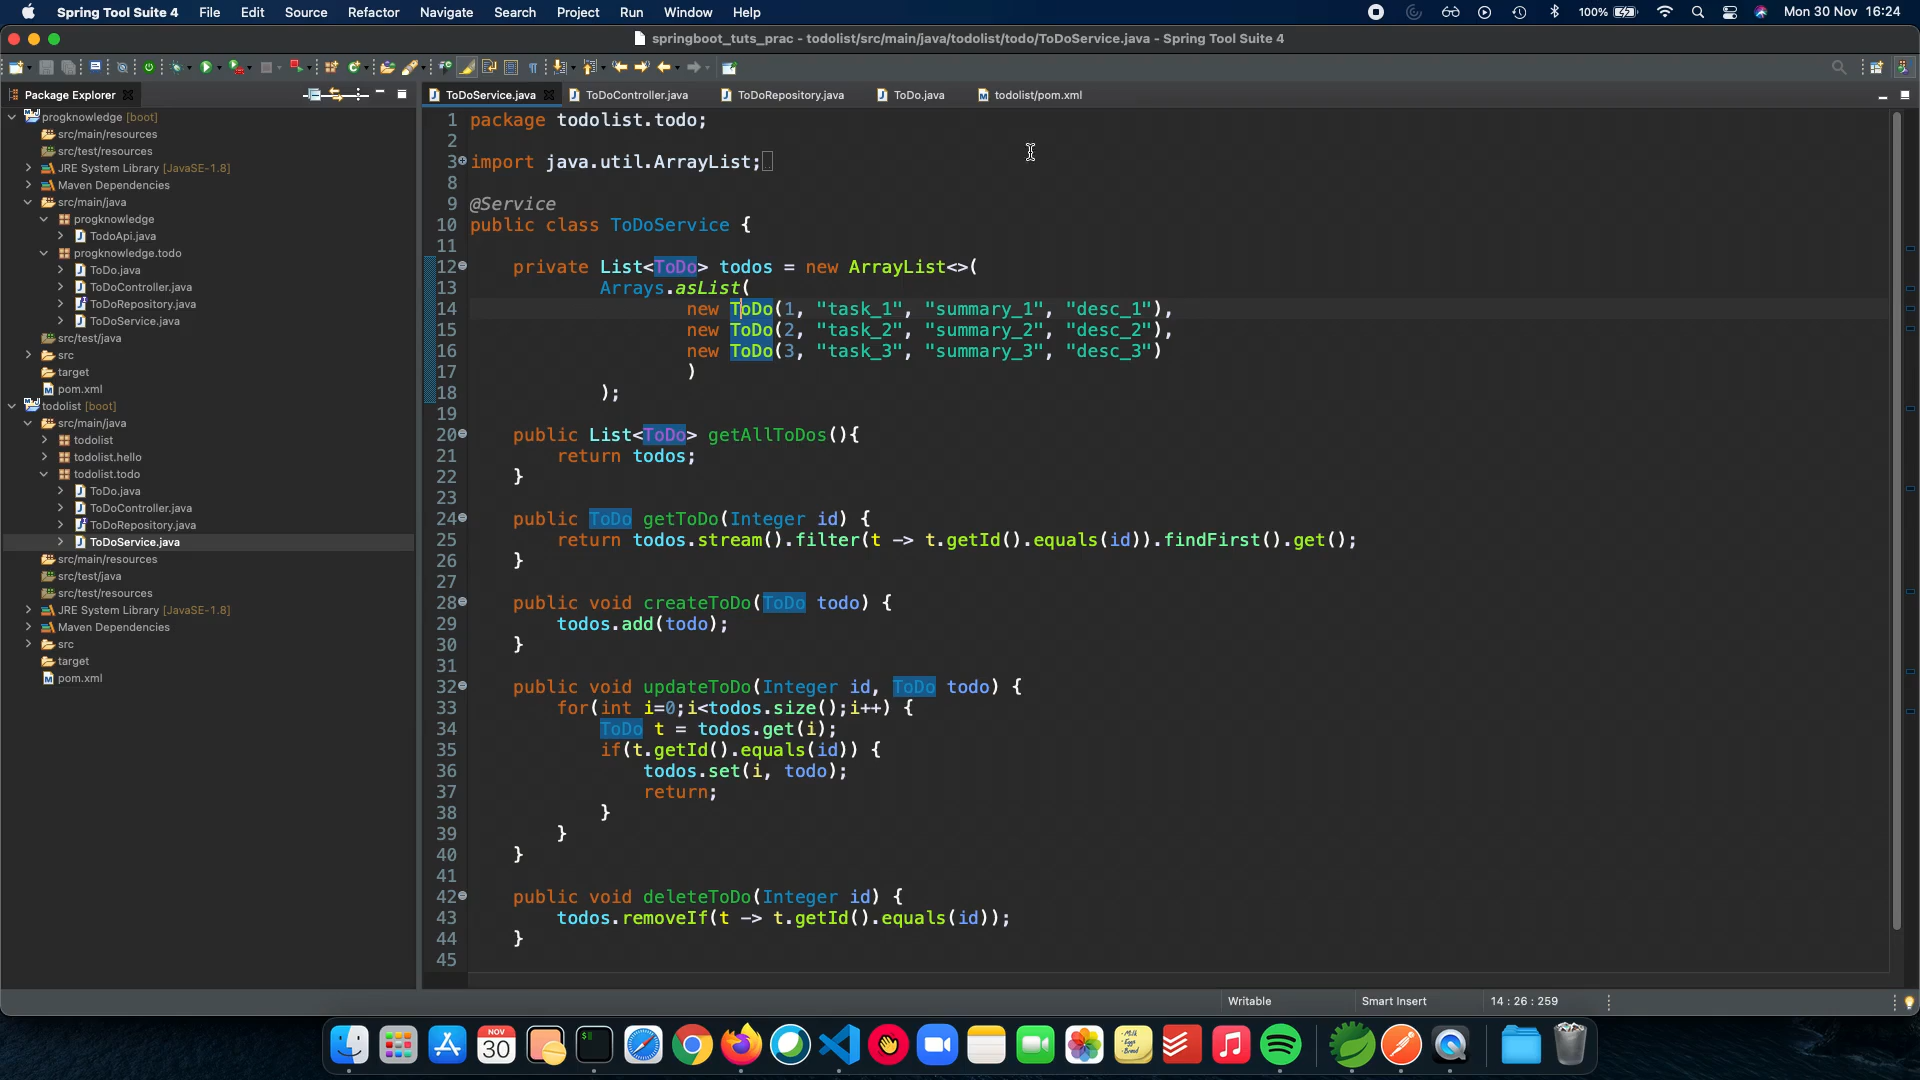 Spring Tool Suite 4 File Edit Source Refactor Navigate Search Project Run Window Help 100% Mon 30 Nov 16:24
springboot_tuts_prac - todolist/src/main/java/todolist/todo/ToDoService.java - Spring Tool Suite 4
Package Explorer
progknowledge [boot]
src/main/resources
src/test/resources
JRE System Library [JavaSE-1.8]
Maven Dependencies
src/main/java
progknowledge
TodoApi.java
progknowledge.todo
ToDo.java
ToDoController.java
ToDoRepository.java
ToDoService.java
src/test/java
src
target
pom.xml
todolist [boot]
src/main/java
todolist
todolist.hello
todolist.todo
ToDo.java
ToDoController.java
ToDoRepository.java
ToDoService.java
src/main/resources
src/test/java
src/test/resources
JRE System Library [JavaSE-1.8]
Maven Dependencies
src
target
pom.xml
ToDoService.java ToDoController.java ToDoRepository.java ToDo.java todolist/pom.xml
1 package todolist.todo;
2
3 import java.util.ArrayList;
8
9 @Service
10 public class ToDoService {
11
12 private List<ToDo> todos = new ArrayList<>(
13 Arrays.asList(
14 new ToDo(1, "task_1", "summary_1", "desc_1"),
15 new ToDo(2, "task_2", "summary_2", "desc_2"),
16 new ToDo(3, "task_3", "summary_3", "desc_3")
17 )
18 );
19
20 public List<ToDo> getAllToDos(){
21 return todos;
22 }
23
24 public ToDo getToDo(Integer id) {
25 return todos.stream().filter(t -> t.getId().equals(id)).findFirst().get();
26 }
27
28 public void createToDo(ToDo todo) {
29 todos.add(todo);
30 }
31
32 public void updateToDo(Integer id, ToDo todo) {
33 for(int i=0;i<todos.size();i++) {
34 ToDo t = todos.get(i);
35 if(t.getId().equals(id)) {
36 todos.set(i, todo);
37 return;
38 }
39 }
40 }
41
42 public void deleteToDo(Integer id) {
43 todos.removeIf(t -> t.getId().equals(id));
44 }
45
Writable Smart Insert 14 : 26 : 259
NOV
30